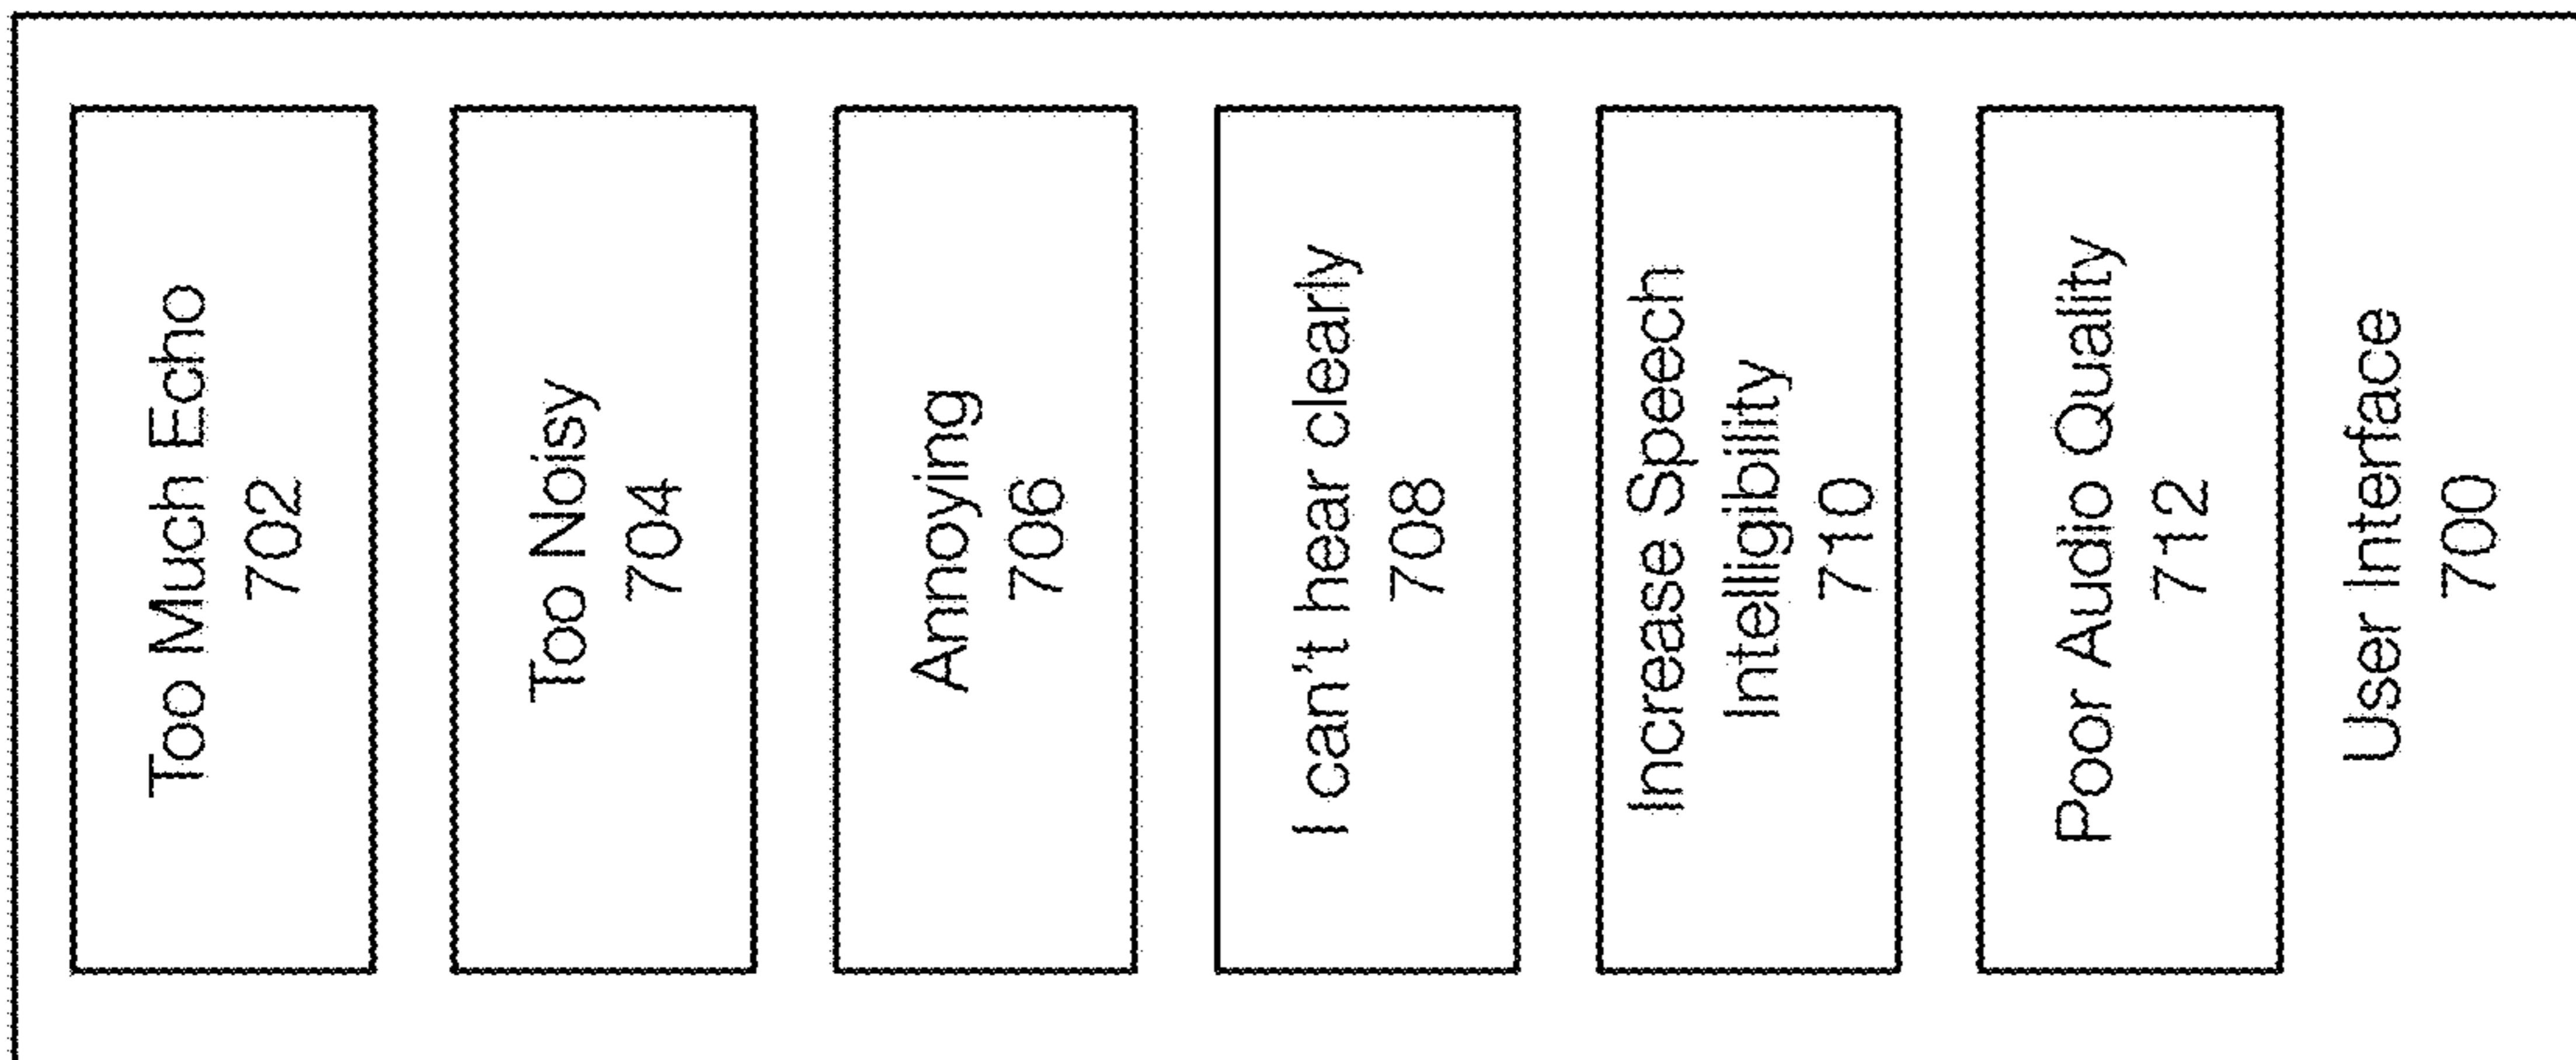 Too Much Echo
702
Too Noisy
704
Annoying
706
I can't hear clearly
708
Increase Speech
Intelligibility
710
Poor Audio Quality
712
User Interface
700